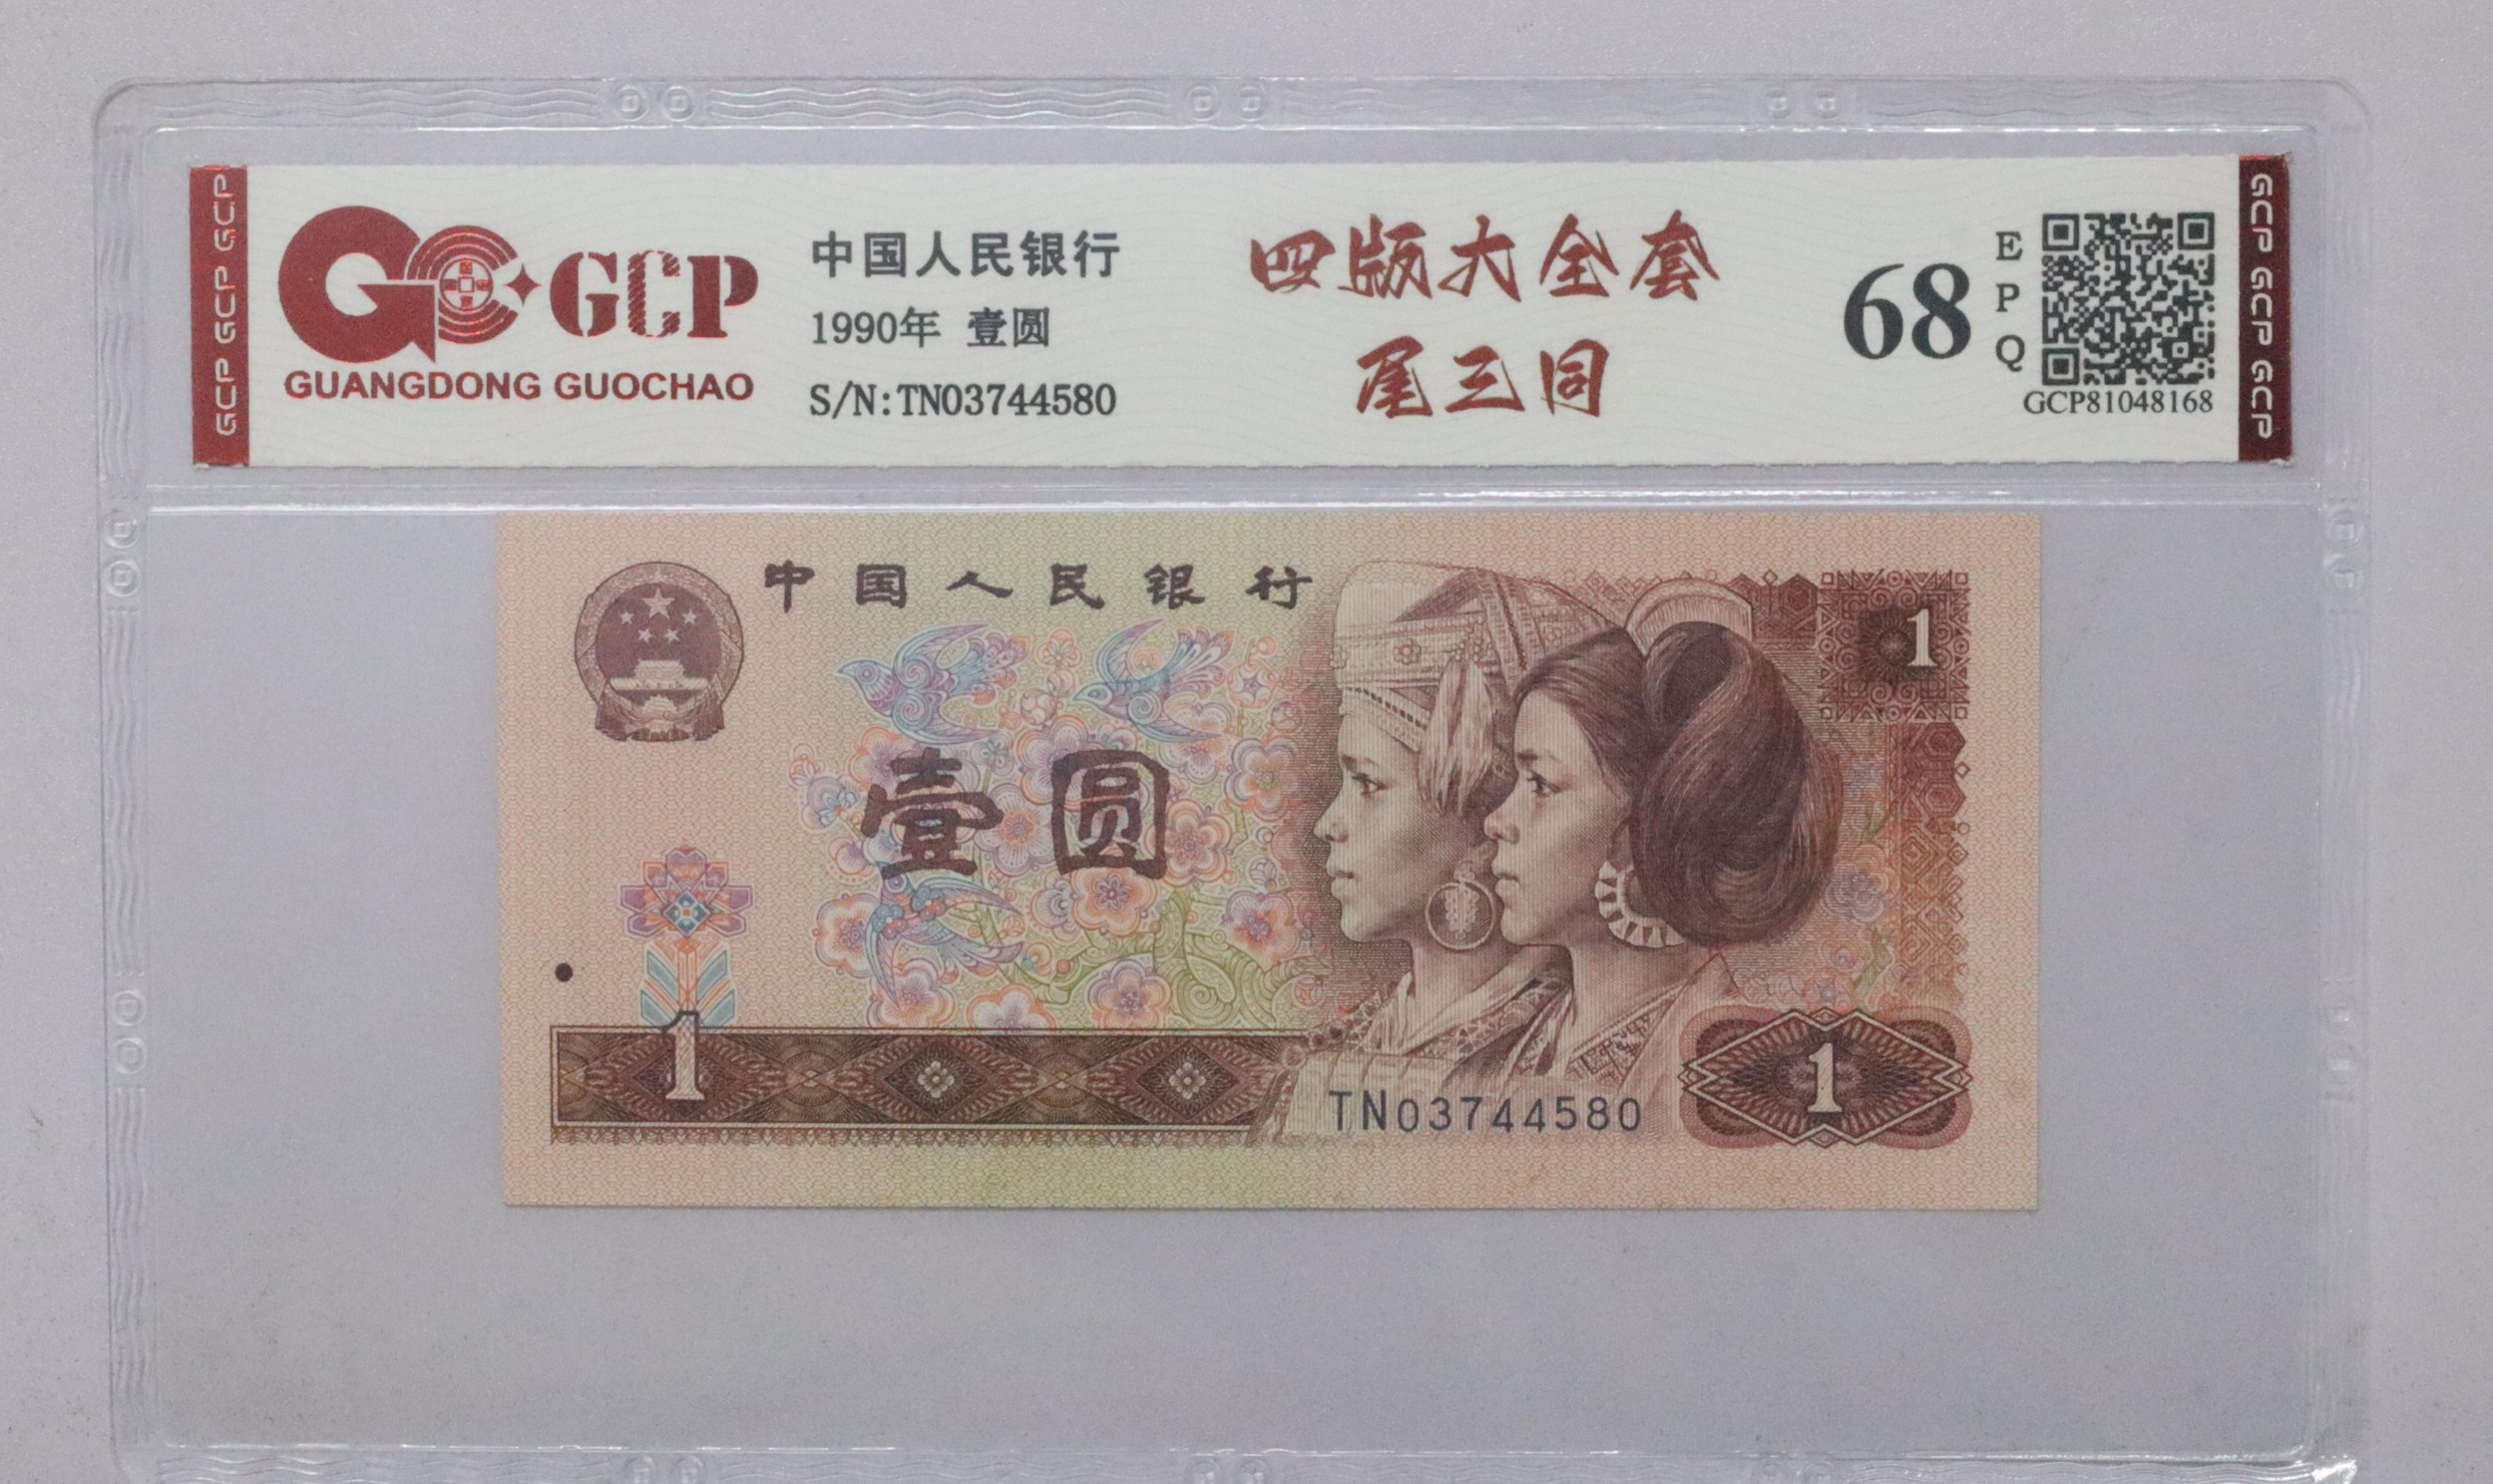 GCP GCP GCP
GCP
GUANGDONG GUOCHAO
中国人民银行
1990年 壹圆
S/N:TN03744580
四版大全套
尾三同
68
EPQ
GCP81048168
GCP GCP GCP
中国人民银行
1
壹圆
1
TN03744580
1